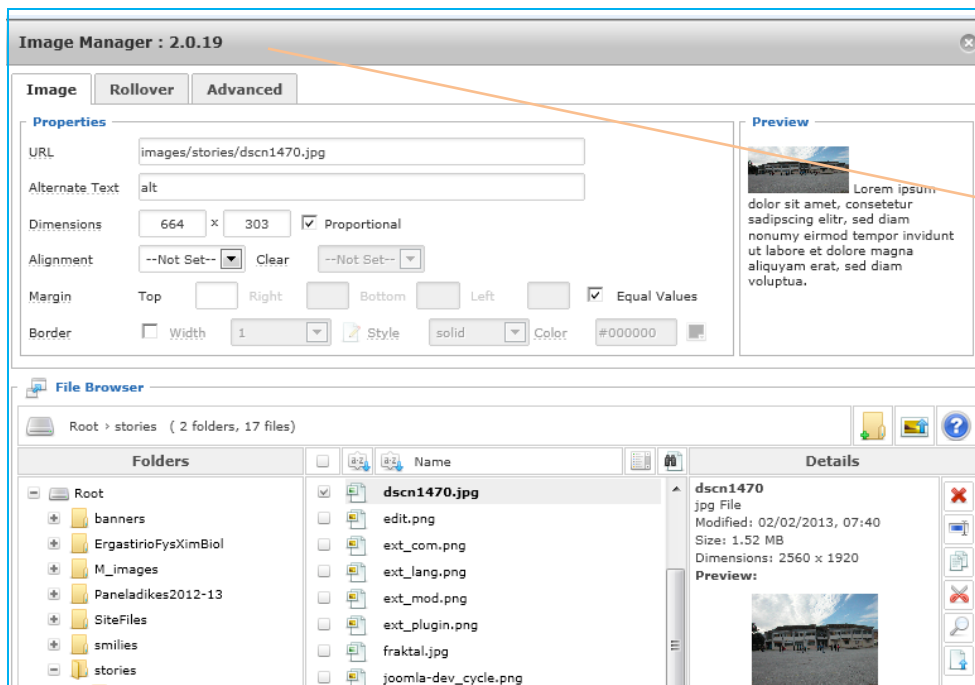 Image Manager : 2.0.19
Image Rollover Advanced
Properties
URL images/stories/dscn1470.jpg
Alternate Text alt
Dimensions 664 x 303 Proportional
Alignment --Not Set-- Clear --Not Set--
Margin Top Right Bottom Left Equal Values
Border Width 1 Style solid Color #000000
Preview
Lorem ipsum
dolor sit amet, consetetur
sadipscing elitr, sed diam
nonumy eirmod tempor invidunt
ut labore et dolore magna
aliquyam erat, sed diam
voluptua.
File Browser
Root › stories ( 2 folders, 17 files)
Folders
Root
banners
ErgastirioFysXimBiol
M_images
Paneladikes2012-13
SiteFiles
smilies
stories
a-z a-z Name
dscn1470.jpg
edit.png
ext_com.png
ext_lang.png
ext_mod.png
ext_plugin.png
fraktal.jpg
joomla-dev_cycle.png
Details
dscn1470
jpg File
Modified: 02/02/2013, 07:40
Size: 1.52 MB
Dimensions: 2560 x 1920
Preview: